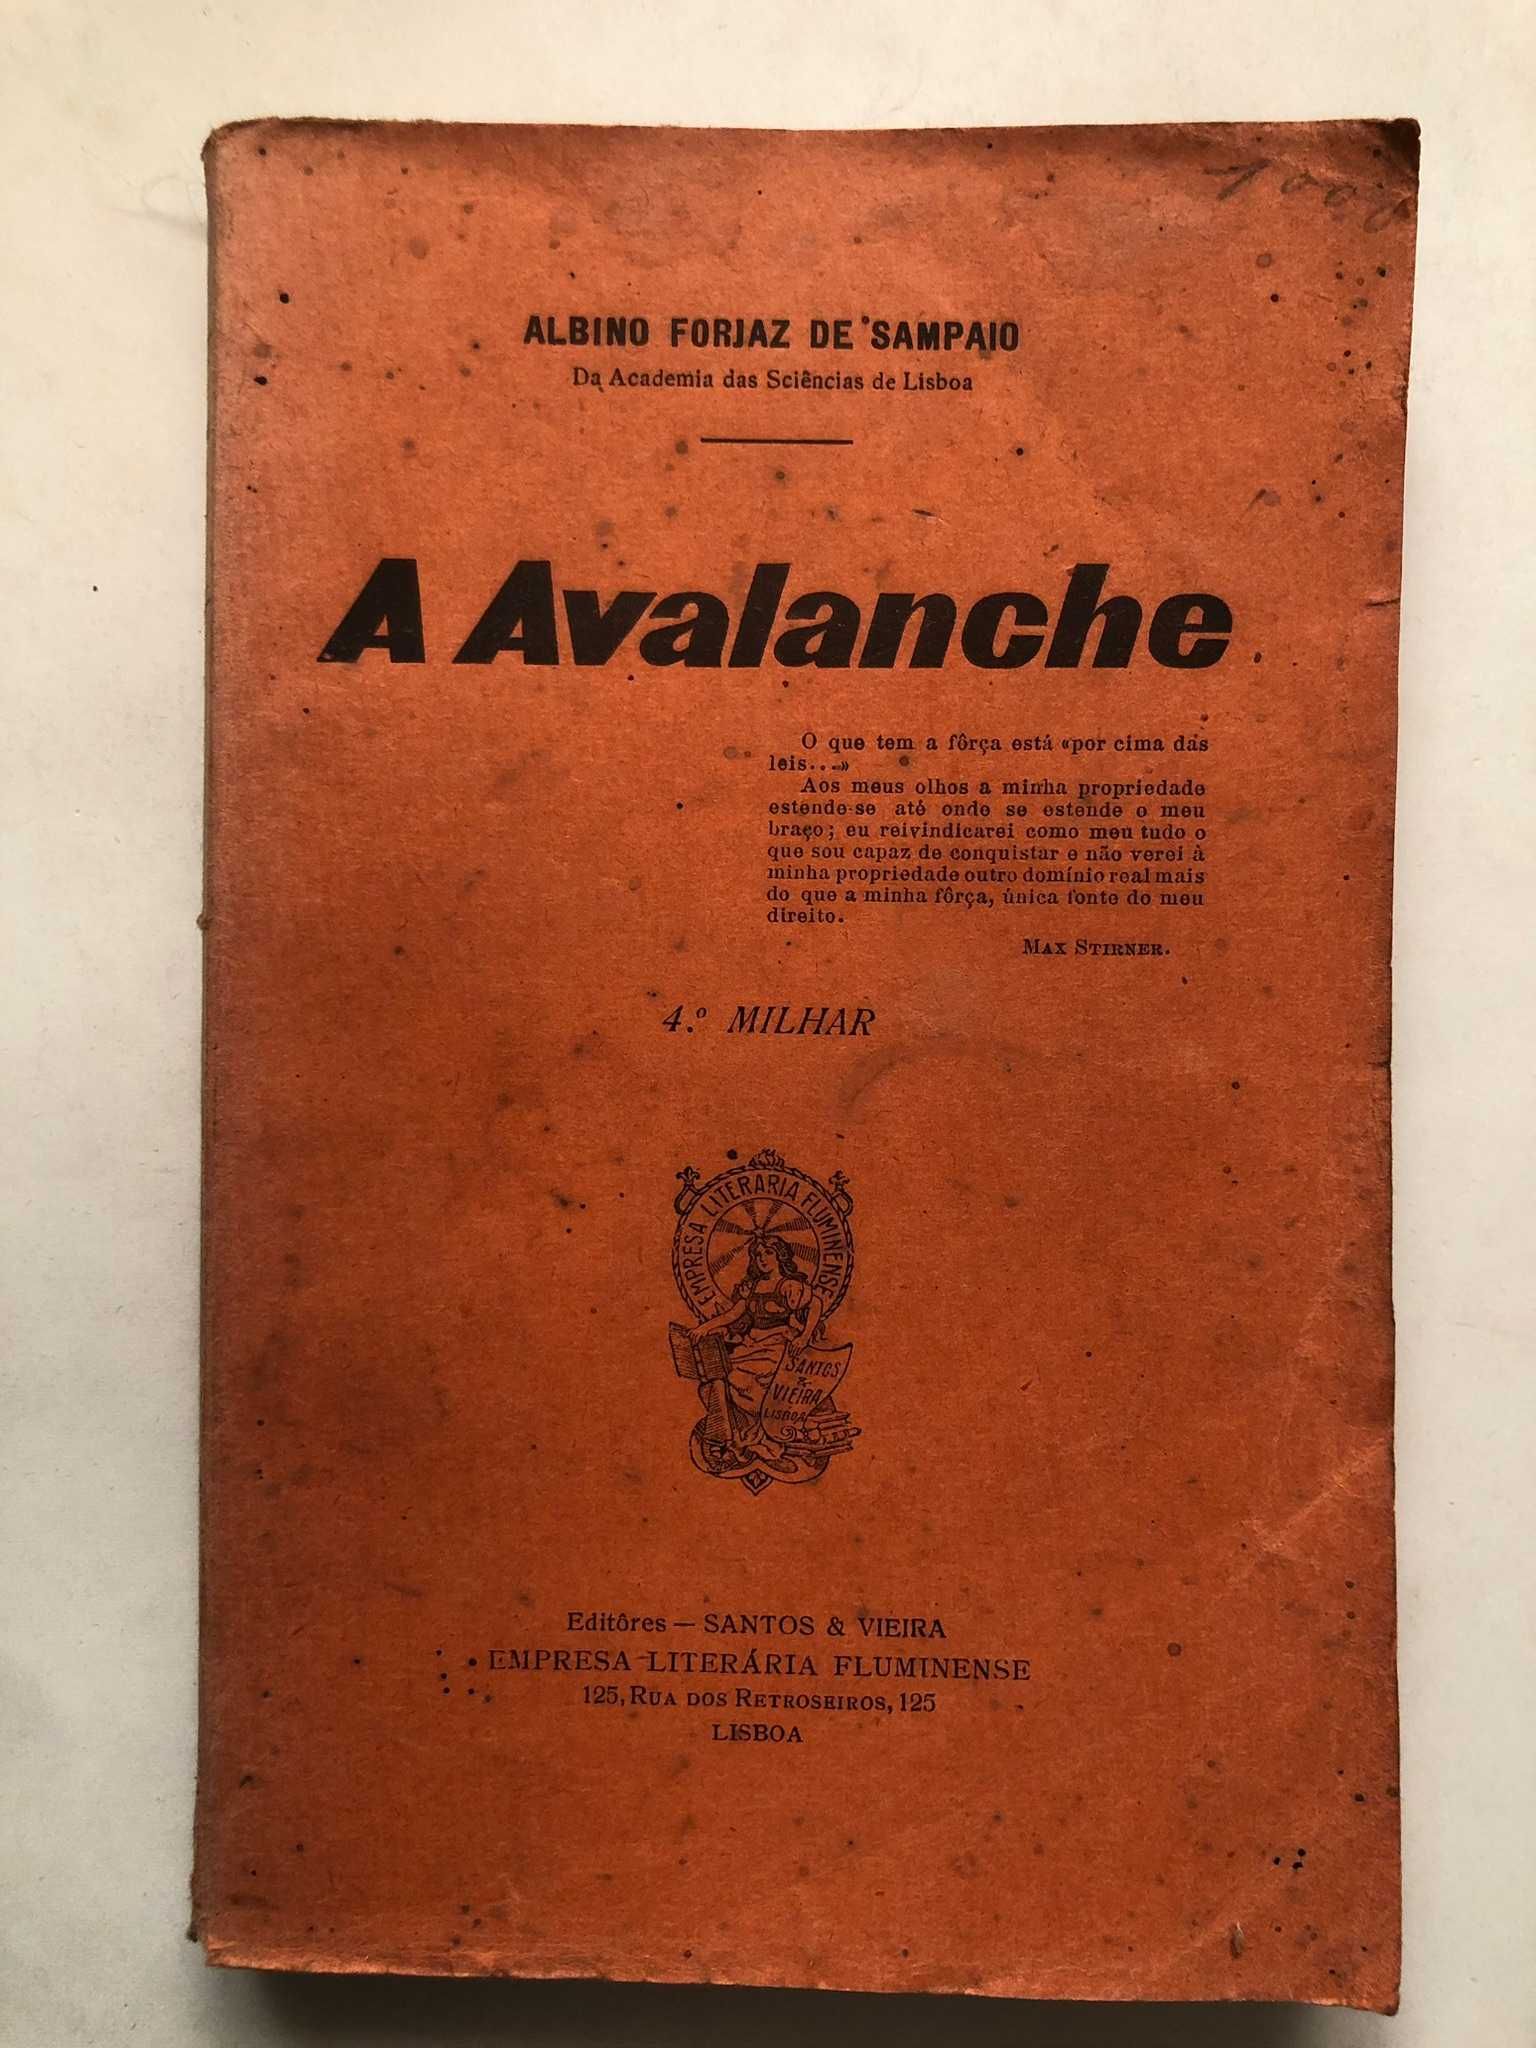 1000
ALBINO FORJAZ DE SAMPAIO
Da Academia das Sciências de Lisboa
A Avalanche
O que tem a fôrça está «por cima das
leis...»
Aos meus olhos a minha propriedade
estende-se até onde se estende o meu
braço; eu reivindicarei como meu tudo o
que sou capaz de conquistar e não verei à
minha propriedade outro domínio real mais
do que a minha fôrça, única fonte do meu
direito.
MAX STIRNER.
4.º MILHAR
EMPRESA LITERARIA FLUMINENSE
SANTOS
&
VIEIRA
LISBOA
Editôres — SANTOS & VIEIRA
EMPRESA LITERÁRIA FLUMINENSE
125, RUA DOS RETROSEIROS, 125
LISBOA